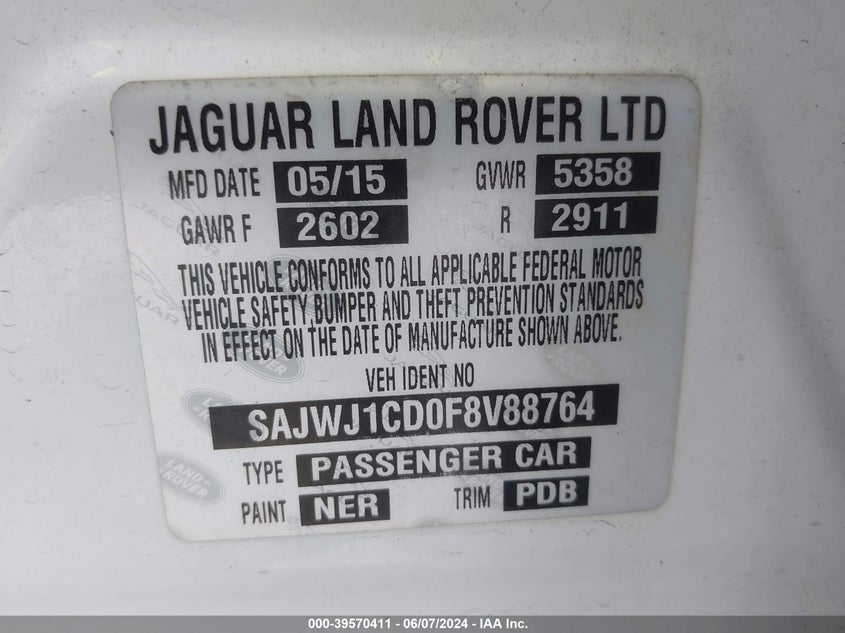 JAGUAR LAND ROVER LTD
MFD DATE 05/15 GVWR 5358
GAWR F 2602 R 2911
THIS VEHICLE CONFORMS TO ALL APPLICABLE FEDERAL MOTOR
VEHICLE SAFETY,BUMPER AND THEFT PREVENTION STANDARDS
IN EFFECT ON THE DATE OF MANUFACTURE SHOWN ABOVE.
VEH IDENT NO
SAJWJ1CD0F8V88764
TYPE PASSENGER CAR
PAINT NER TRIM PDB
LAND-
ROVER
000-39570411 - 06/07/2024 - IAA Inc.